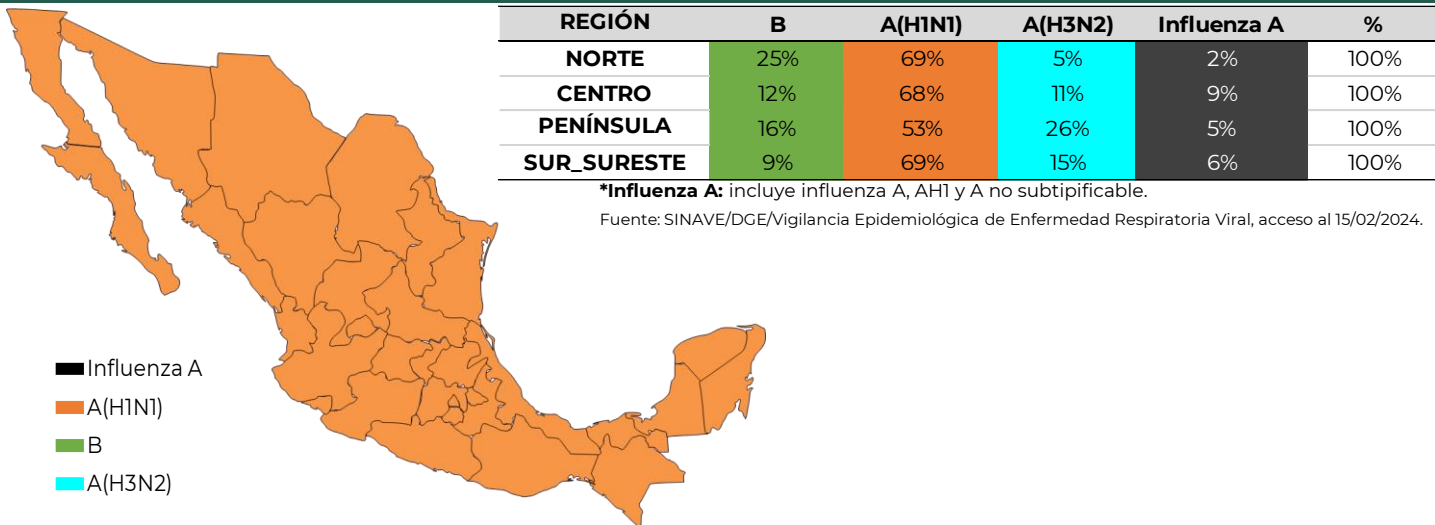 REGIÓN B A(H1N1) A(H3N2) Influenza A %
NORTE 25% 69% 5% 2% 100%
CENTRO 12% 68% 11% 9% 100%
PENÍNSULA 16% 53% 26% 5% 100%
SUR_SURESTE 9% 69% 15% 6% 100%
*Influenza A: incluye influenza A, AH1 y A no subtipificable.
Fuente: SINAVE/DGE/Vigilancia Epidemiológica de Enfermedad Respiratoria Viral, acceso al 15/02/2024.
Influenza A
A(H1N1)
B
A(H3N2)